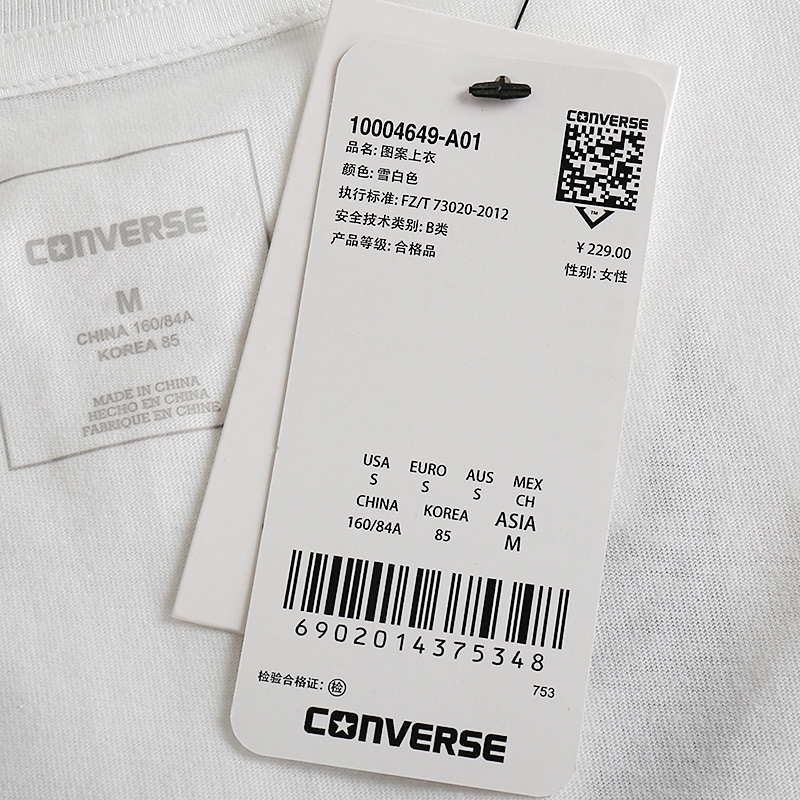 CONVERSE
M
CHINA 160/84A
KOREA 85
MADE IN CHINA
HECHO EN CHINA
FABRIQUE EN CHINE
10004649-A01
品名: 图案上衣
颜色: 雪白色
执行标准: FZ/T 73020-2012
安全技术类别: B类
产品等级: 合格品
CONVERSE
TM
¥229.00
性别: 女性
USA EURO AUS MEX
S S S CH
CHINA KOREA ASIA
160/84A 85 M
6902014375348
检验合格证: 检
753
CONVERSE